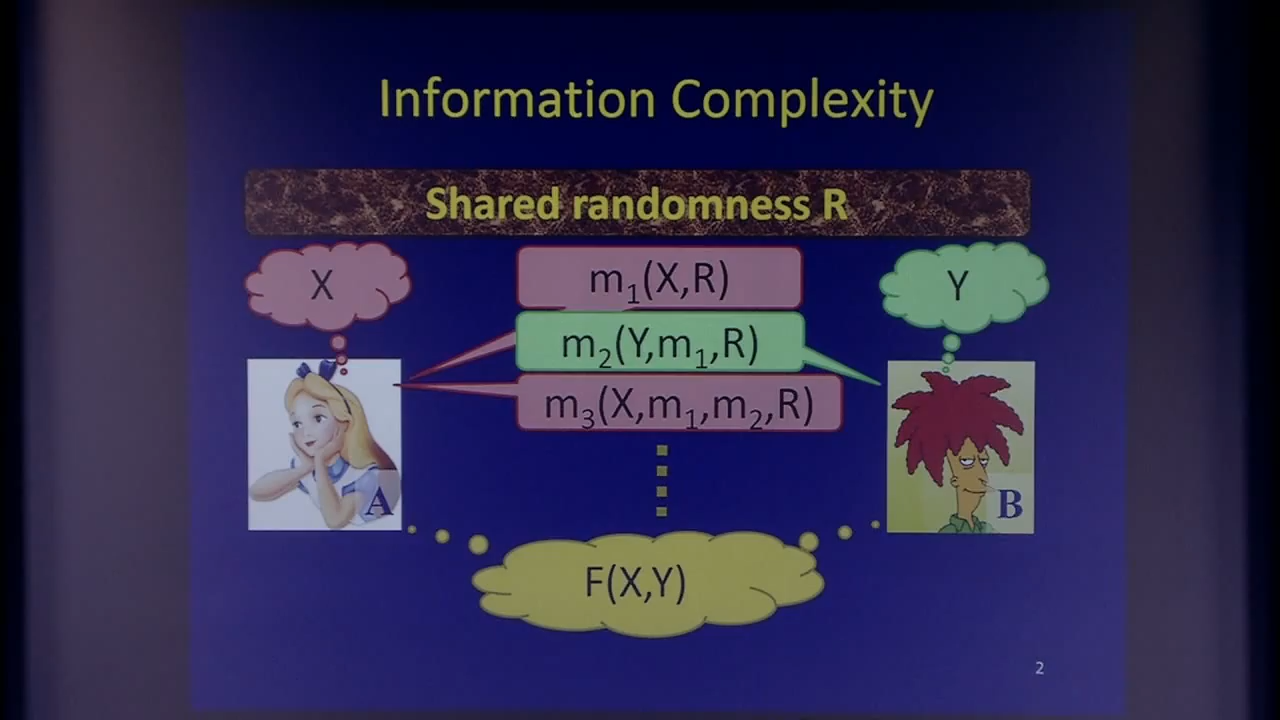 Information Complexity
Shared randomness R
X
m₁(X,R)
Y
m₂(Y,m₁,R)
m₃(X,m₁,m₂,R)
A
B
F(X,Y)
2